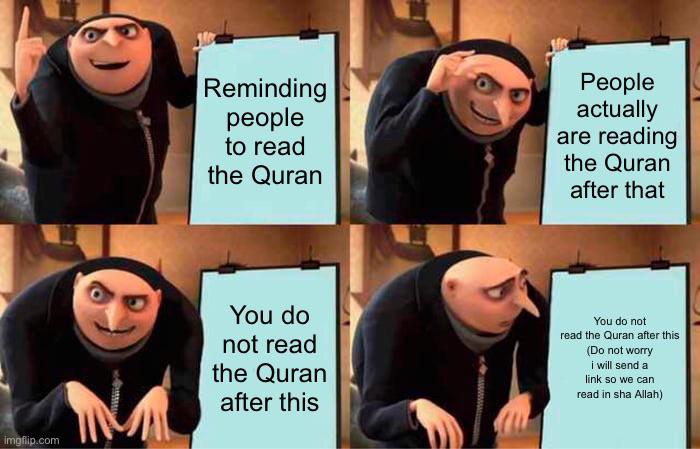 Reminding
people
to read
the Quran
People
actually
are reading
the Quran
after that
You do
not read
the Quran
after this
You do not
read the Quran after this
(Do not worry
i will send a
link so we can
read in sha Allah)
imgflip.com